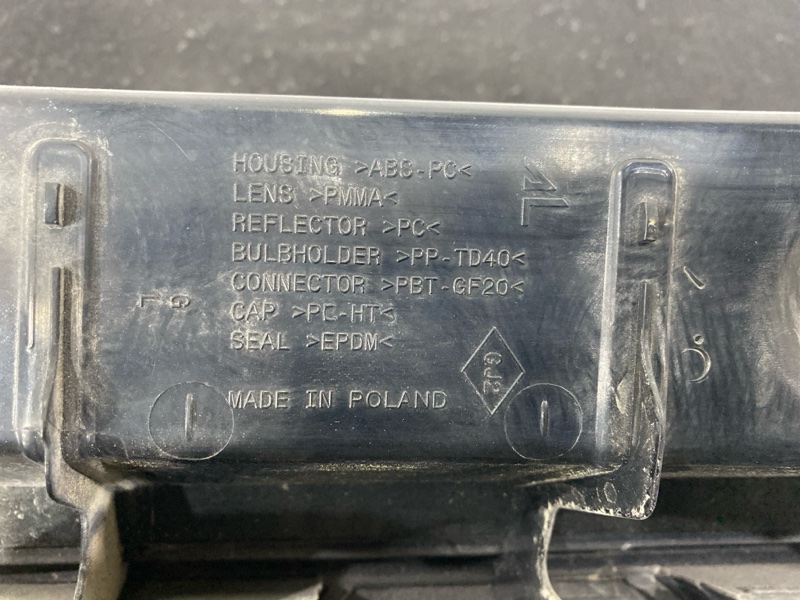 HOUSING >ABS-PC<
LENS >PMMA<
REFLECTOR >PC<
BULBHOLDER >PP-TD40<
CONNECTOR >PBT-GF20<
CAP >PE-HT<
SEAL >EPDM<
MADE IN POLAND